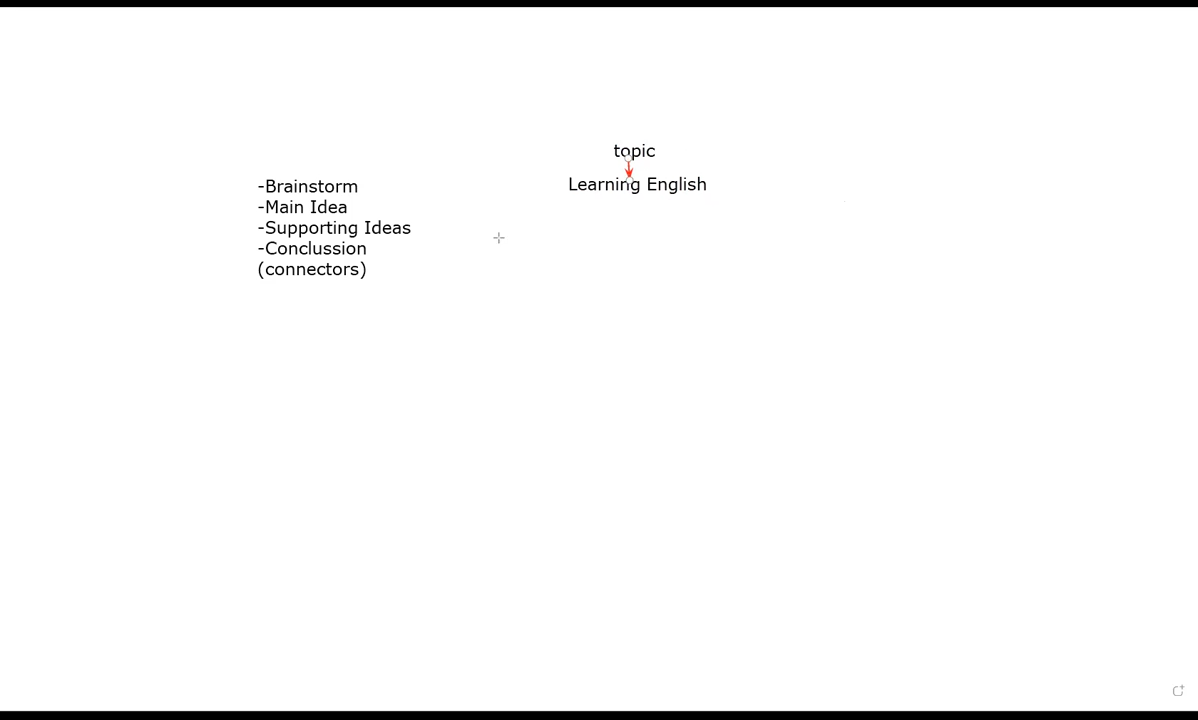 topic
Learning English
-Brainstorm
-Main Idea
-Supporting Ideas
-Conclussion
(connectors)